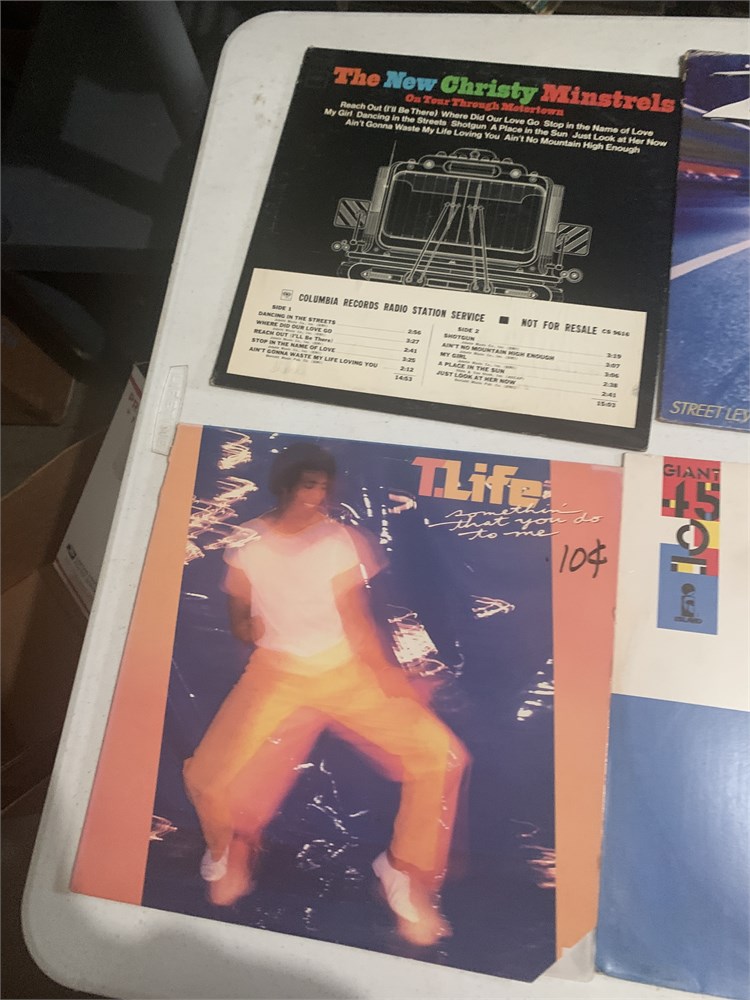 The New Christy Minstrels
On Tour Through Motortown
Reach Out (I'll Be There) Where Did Our Love Go Stop in the Name of Love
My Girl Dancing in the Streets Shotgun A Place in the Sun Just Look at Her Now
Ain't Gonna Waste My Life Loving You Ain't No Mountain High Enough
COLUMBIA RECORDS RADIO STATION SERVICE ■ NOT FOR RESALE CS 9616
SIDE 1
DANCING IN THE STREETS 2:56
WHERE DID OUR LOVE GO 3:27
REACH OUT (I'll Be There) 2:41
STOP IN THE NAME OF LOVE 3:25
AIN'T GONNA WASTE MY LIFE LOVING YOU 2:12
14:53
SIDE 2
SHOTGUN 3:19
AIN'T NO MOUNTAIN HIGH ENOUGH 3:07
MY GIRL 3:06
A PLACE IN THE SUN 2:38
JUST LOOK AT HER NOW 2:41
15:03
STREET LEV
T.Life
somethin'
that you do
to me
10¢
GIANT
45
ISLAND